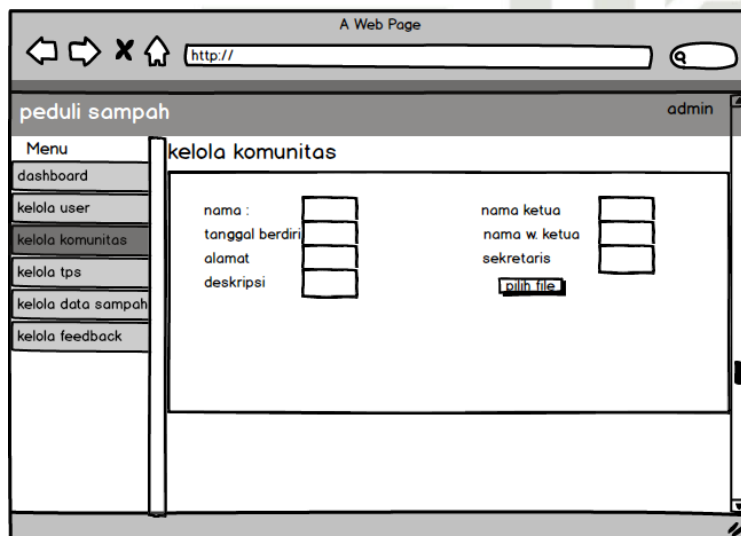 A Web Page
http://
peduli sampah
admin
Menu
dashboard
kelola user
kelola komunitas
kelola tps
kelola data sampah
kelola feedback
kelola komunitas
nama :
tanggal berdiri
alamat
deskripsi
nama ketua
nama w. ketua
sekretaris
pilih file